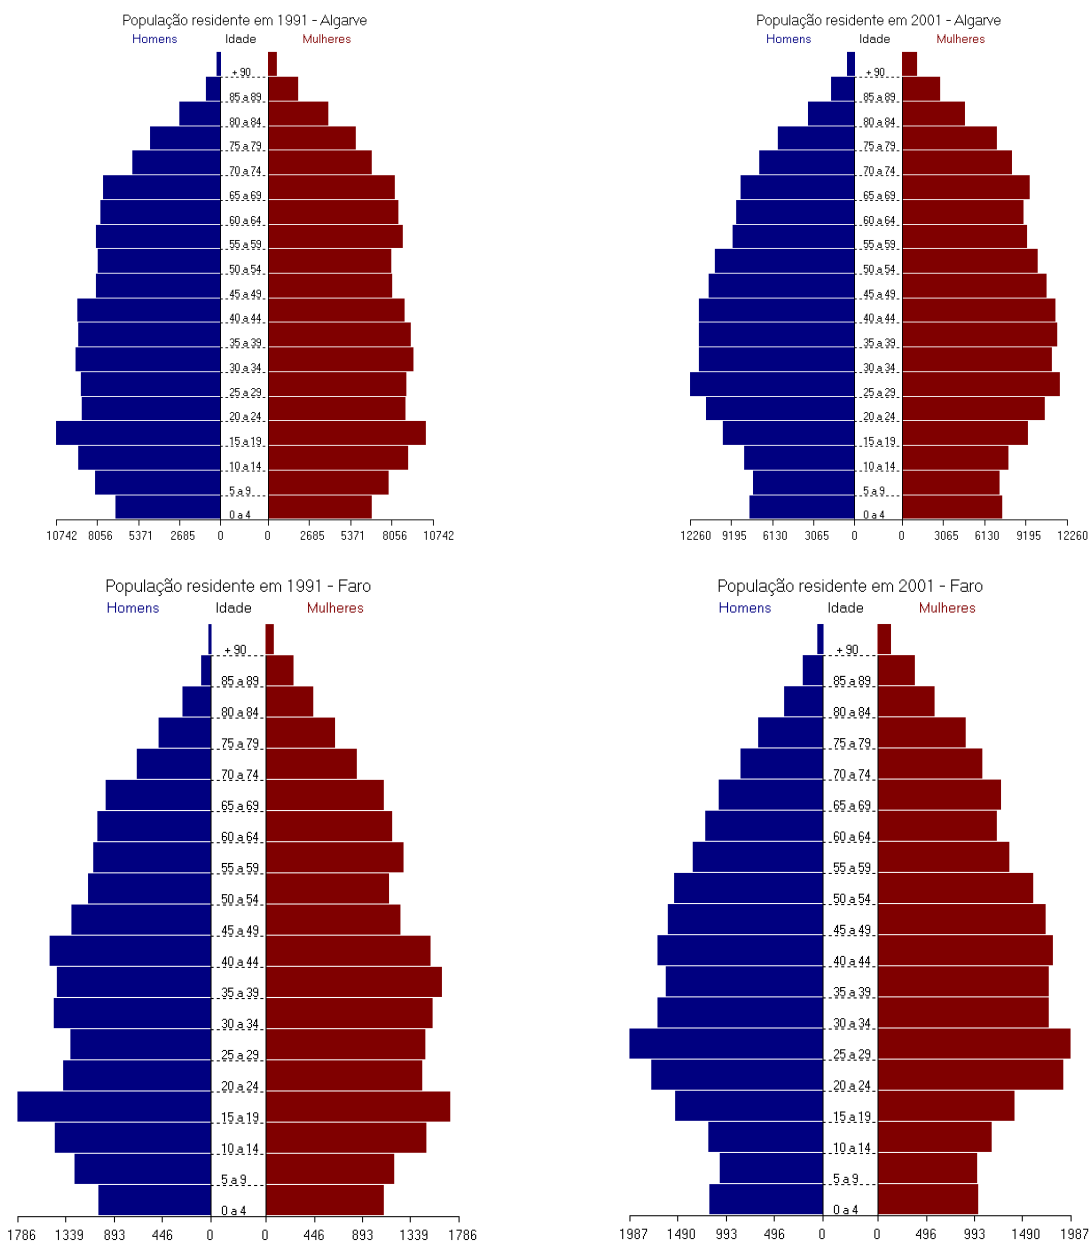 População residente em 1991 - Algarve
Homens Idade Mulheres
+ 90
85 a 89
80 a 84
75 a 79
70 a 74
65 a 69
60 a 64
55 a 59
50 a 54
45 a 49
40 a 44
35 a 39
30 a 34
25 a 29
20 a 24
15 a 19
10 a 14
5 a 9
0 a 4
10742 8056 5371 2685 0 0 2685 5371 8056 10742
População residente em 2001 - Algarve
Homens Idade Mulheres
+ 90
85 a 89
80 a 84
75 a 79
70 a 74
65 a 69
60 a 64
55 a 59
50 a 54
45 a 49
40 a 44
35 a 39
30 a 34
25 a 29
20 a 24
15 a 19
10 a 14
5 a 9
0 a 4
12260 9195 6130 3065 0 0 3065 6130 9195 12260
População residente em 1991 - Faro
Homens Idade Mulheres
+ 90
85 a 89
80 a 84
75 a 79
70 a 74
65 a 69
60 a 64
55 a 59
50 a 54
45 a 49
40 a 44
35 a 39
30 a 34
25 a 29
20 a 24
15 a 19
10 a 14
5 a 9
0 a 4
1786 1339 893 446 0 0 446 893 1339 1786
População residente em 2001 - Faro
Homens Idade Mulheres
+ 90
85 a 89
80 a 84
75 a 79
70 a 74
65 a 69
60 a 64
55 a 59
50 a 54
45 a 49
40 a 44
35 a 39
30 a 34
25 a 29
20 a 24
15 a 19
10 a 14
5 a 9
0 a 4
1987 1490 993 496 0 0 496 993 1490 1987